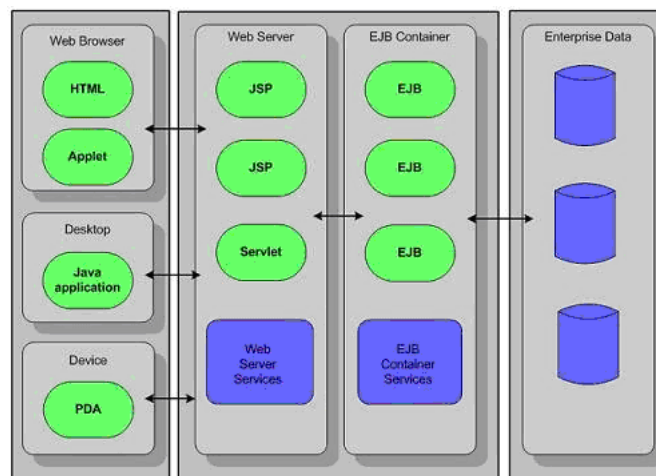 Web Browser
HTML
Applet
Desktop
Java
application
Device
PDA
Web Server
JSP
JSP
Servlet
Web
Server
Services
EJB Container
EJB
EJB
EJB
EJB
Container
Services
Enterprise Data